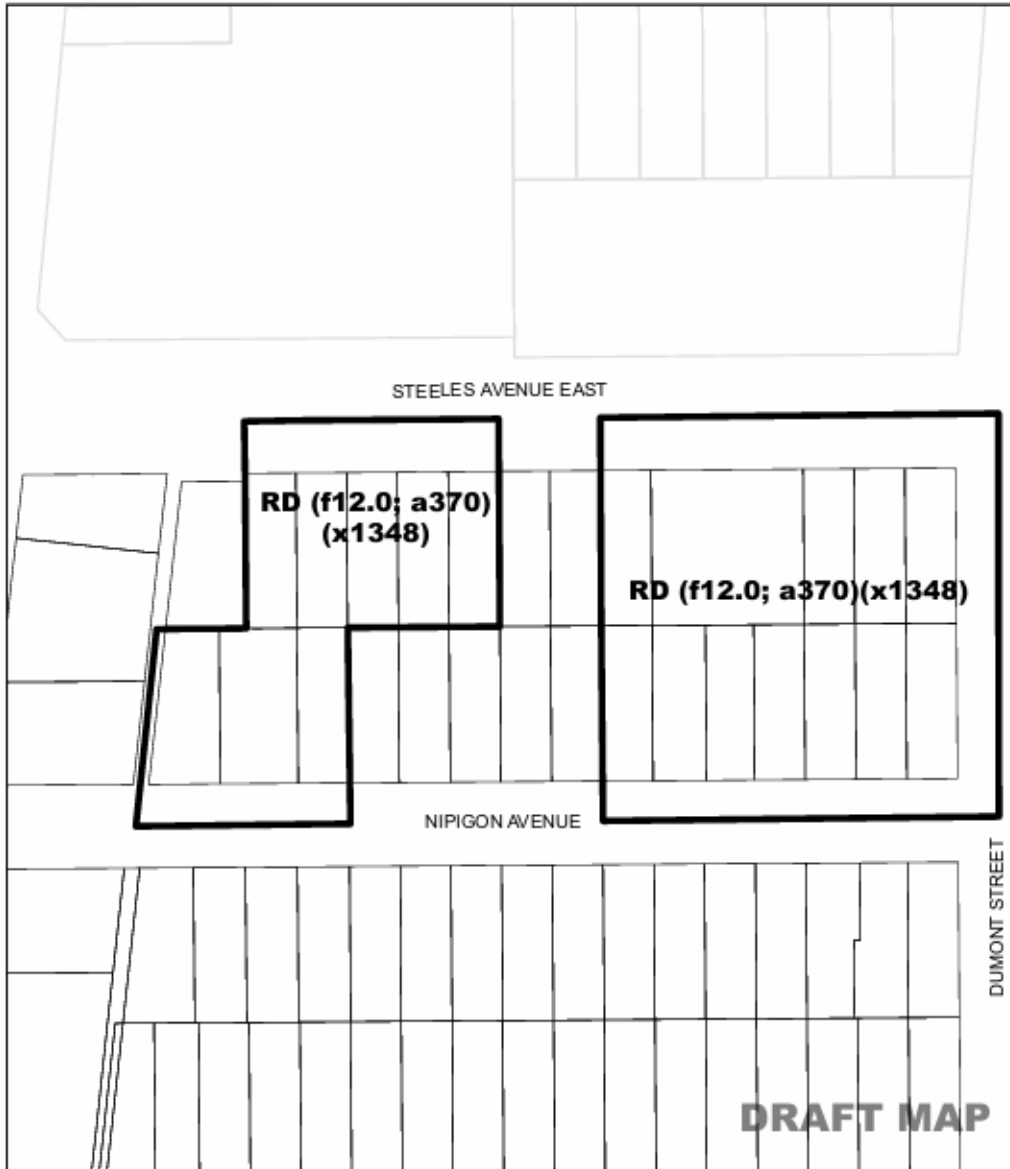 STEELES AVENUE EAST
RD (f12.0; a370)
(x1348)
RD (f12.0; a370)(x1348)
NIPIGON AVENUE
DUMONT STREET
DRAFT MAP